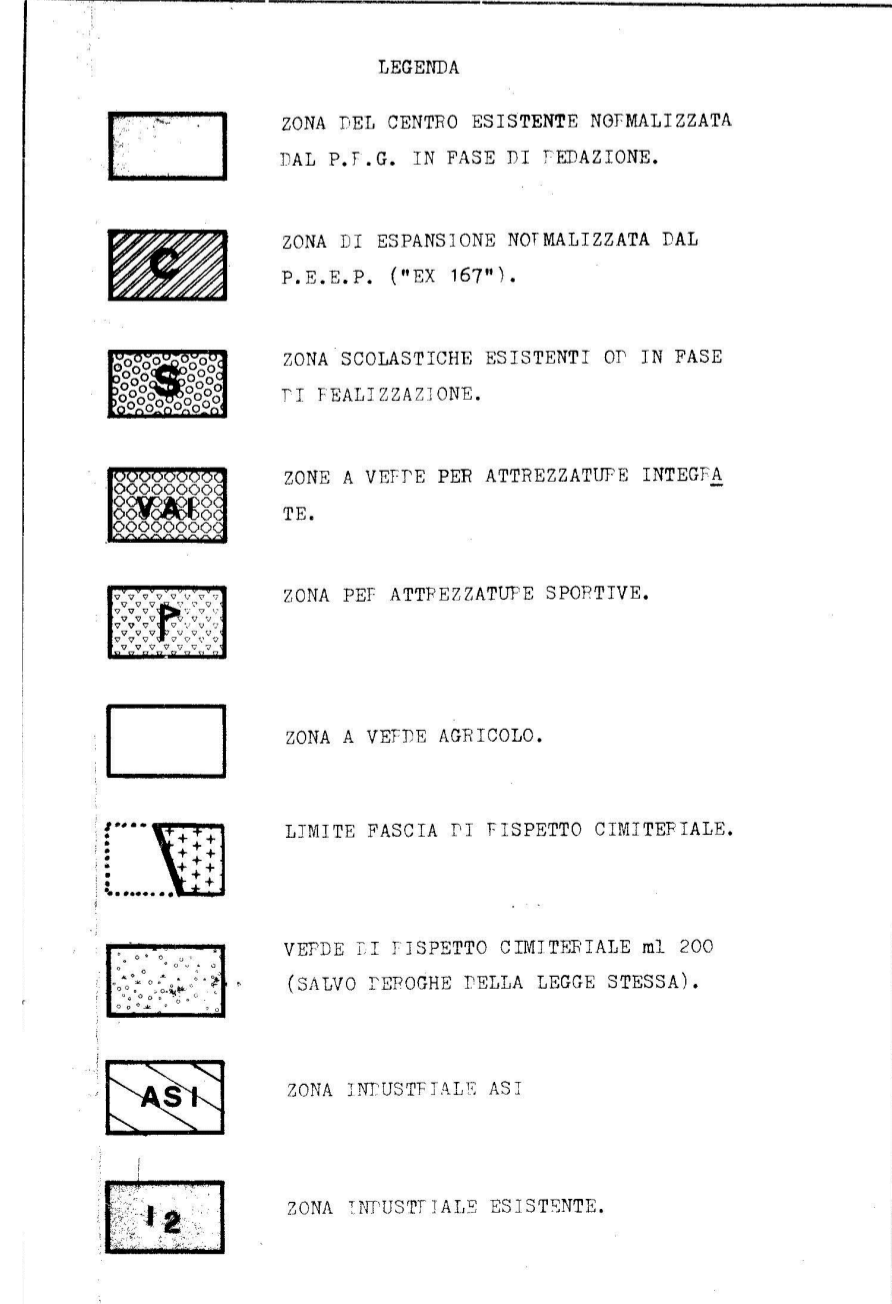 LEGENDA
ZONA DEL CENTRO ESISTENTE NORMALIZZATA
DAL P.R.G. IN FASE DI REDAZIONE.
C
ZONA DI ESPANSIONE NORMALIZZATA DAL
P.E.E.P. ("EX 167").
S
ZONA SCOLASTICHE ESISTENTI OD IN FASE
DI REALIZZAZIONE.
VAI
ZONE A VERDE PER ATTREZZATURE INTEGRA
TE.
P
ZONA PER ATTREZZATURE SPORTIVE.
ZONA A VERDE AGRICOLO.
LIMITE FASCIA DI RISPETTO CIMITERIALE.
VERDE DI RISPETTO CIMITERIALE ml 200
(SALVO DEROGHE DELLA LEGGE STESSA).
ASI
ZONA INDUSTRIALE ASI
I2
ZONA INDUSTRIALE ESISTENTE.